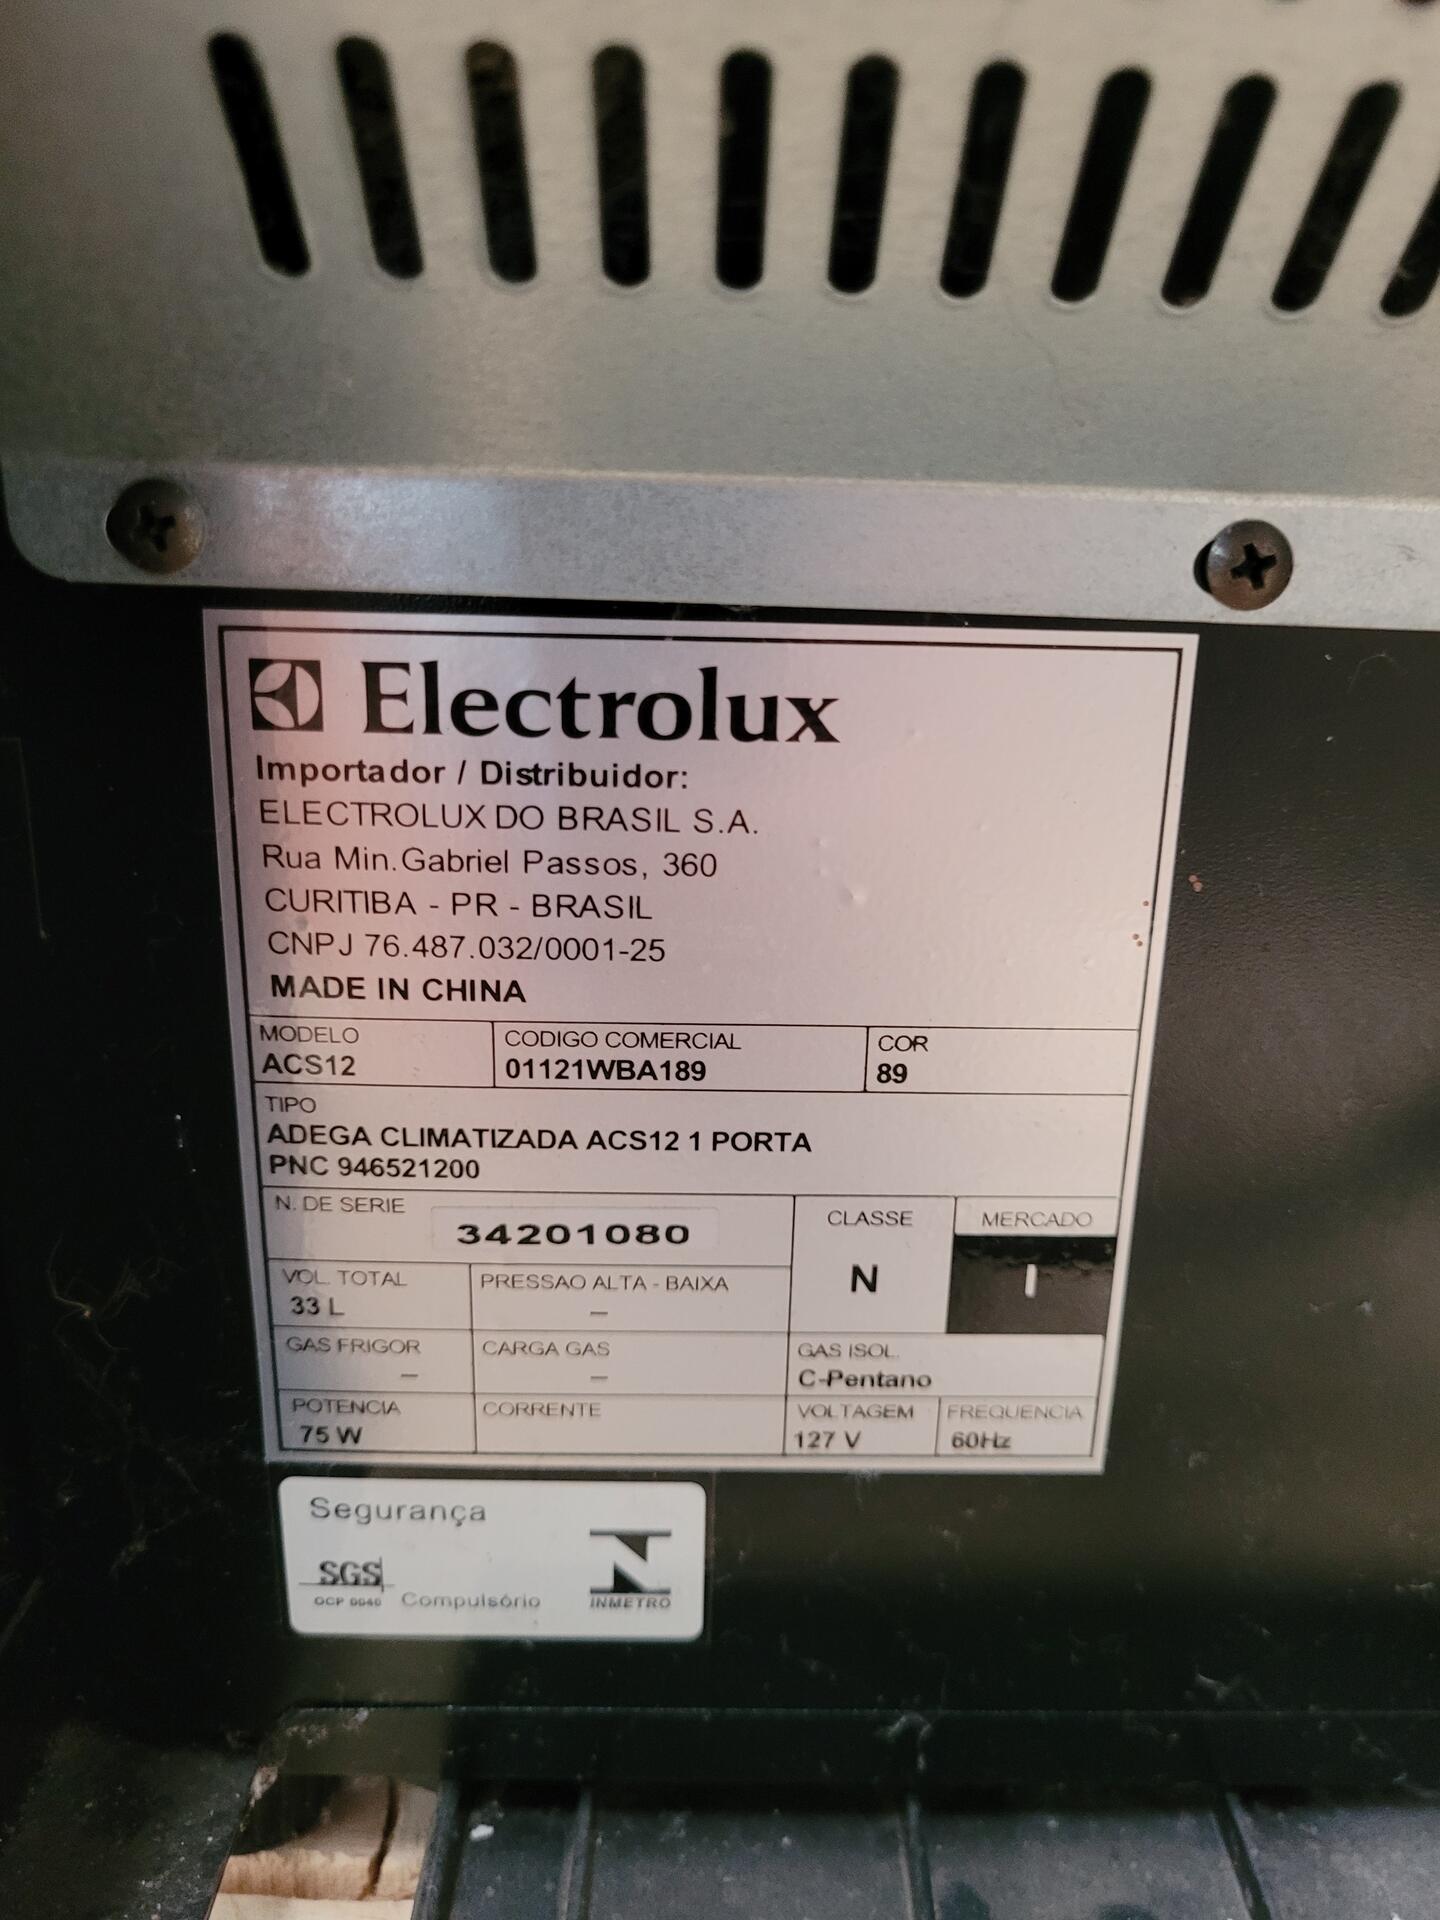 Electrolux
Importador / Distribuidor:
ELECTROLUX DO BRASIL S.A.
Rua Min.Gabriel Passos, 360
CURITIBA - PR - BRASIL
CNPJ 76.487.032/0001-25
MADE IN CHINA
MODELO CODIGO COMERCIAL COR
ACS12 01121WBA189 89
TIPO
ADEGA CLIMATIZADA ACS12 1 PORTA
PNC 946521200
N. DE SERIE CLASSE MERCADO
34201080 N I
VOL. TOTAL PRESSAO ALTA - BAIXA
33 L –
GAS FRIGOR CARGA GAS GAS ISOL.
– – C-Pentano
POTENCIA CORRENTE VOLTAGEM FREQUENCIA
75 W 127 V 60Hz
Segurança
SGS
OCP 0040 Compulsório INMETRO